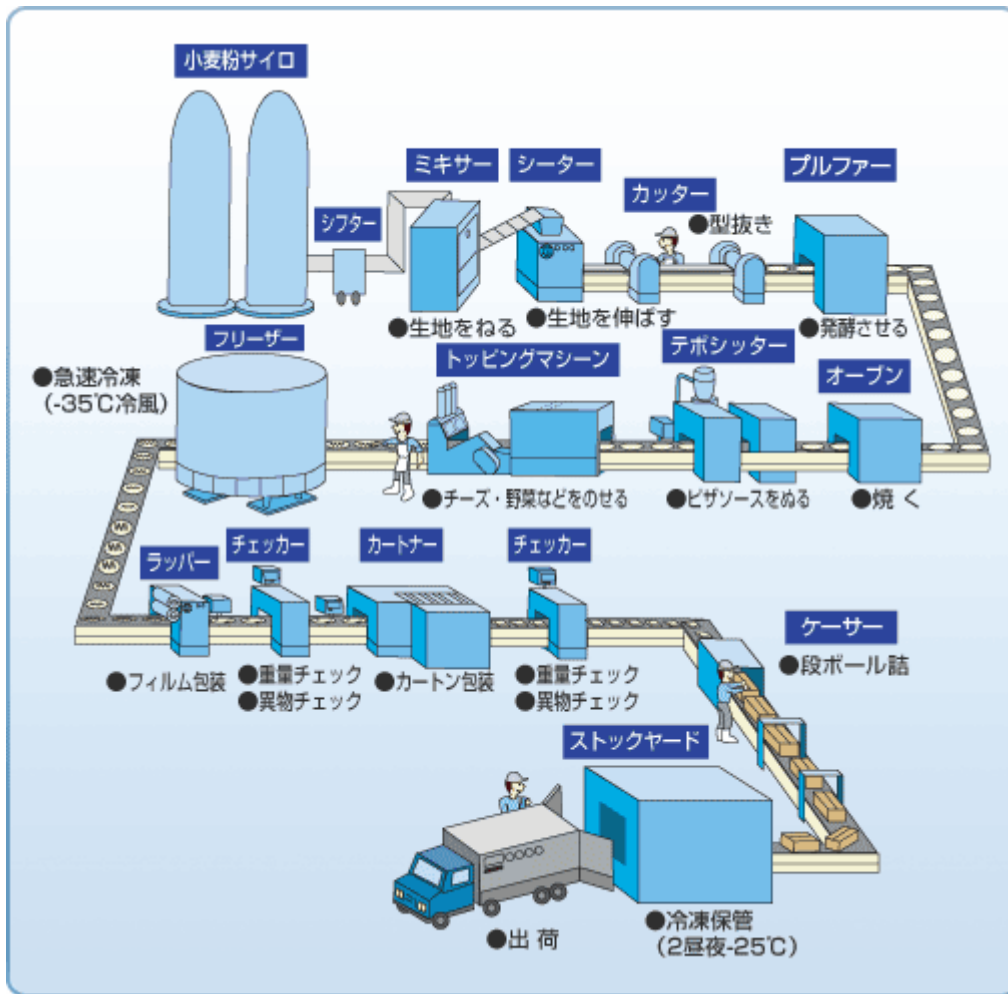 小麦粉サイロ
シフター
ミキサー
●生地をねる
シーター
●生地を伸ばす
カッター
●型抜き
プルファー
●発酵させる
オーブン
●焼く
テポシッター
●ピザソースをぬる
トッピングマシーン
●チーズ・野菜などをのせる
フリーザー
●急速冷凍
(-35℃冷風)
ラッパー
●フィルム包装
チェッカー
●重量チェック
●異物チェック
カートナー
●カートン包装
チェッカー
●重量チェック
●異物チェック
ケーサー
●段ボール詰
ストックヤード
●冷凍保管
(2昼夜-25℃)
●出荷